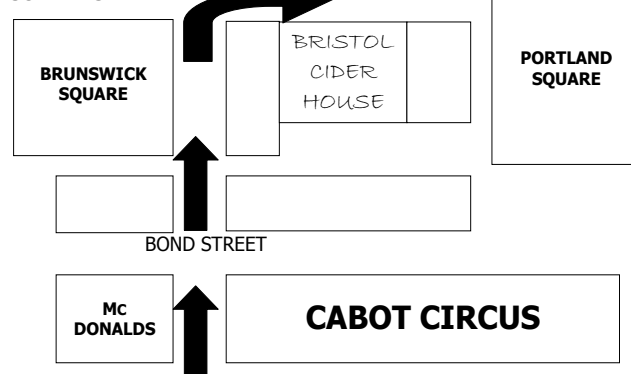 BRISTOL
CIDER
HOUSE
BRUNSWICK
SQUARE
PORTLAND
SQUARE
BOND STREET
Mc
DONALDS
CABOT CIRCUS